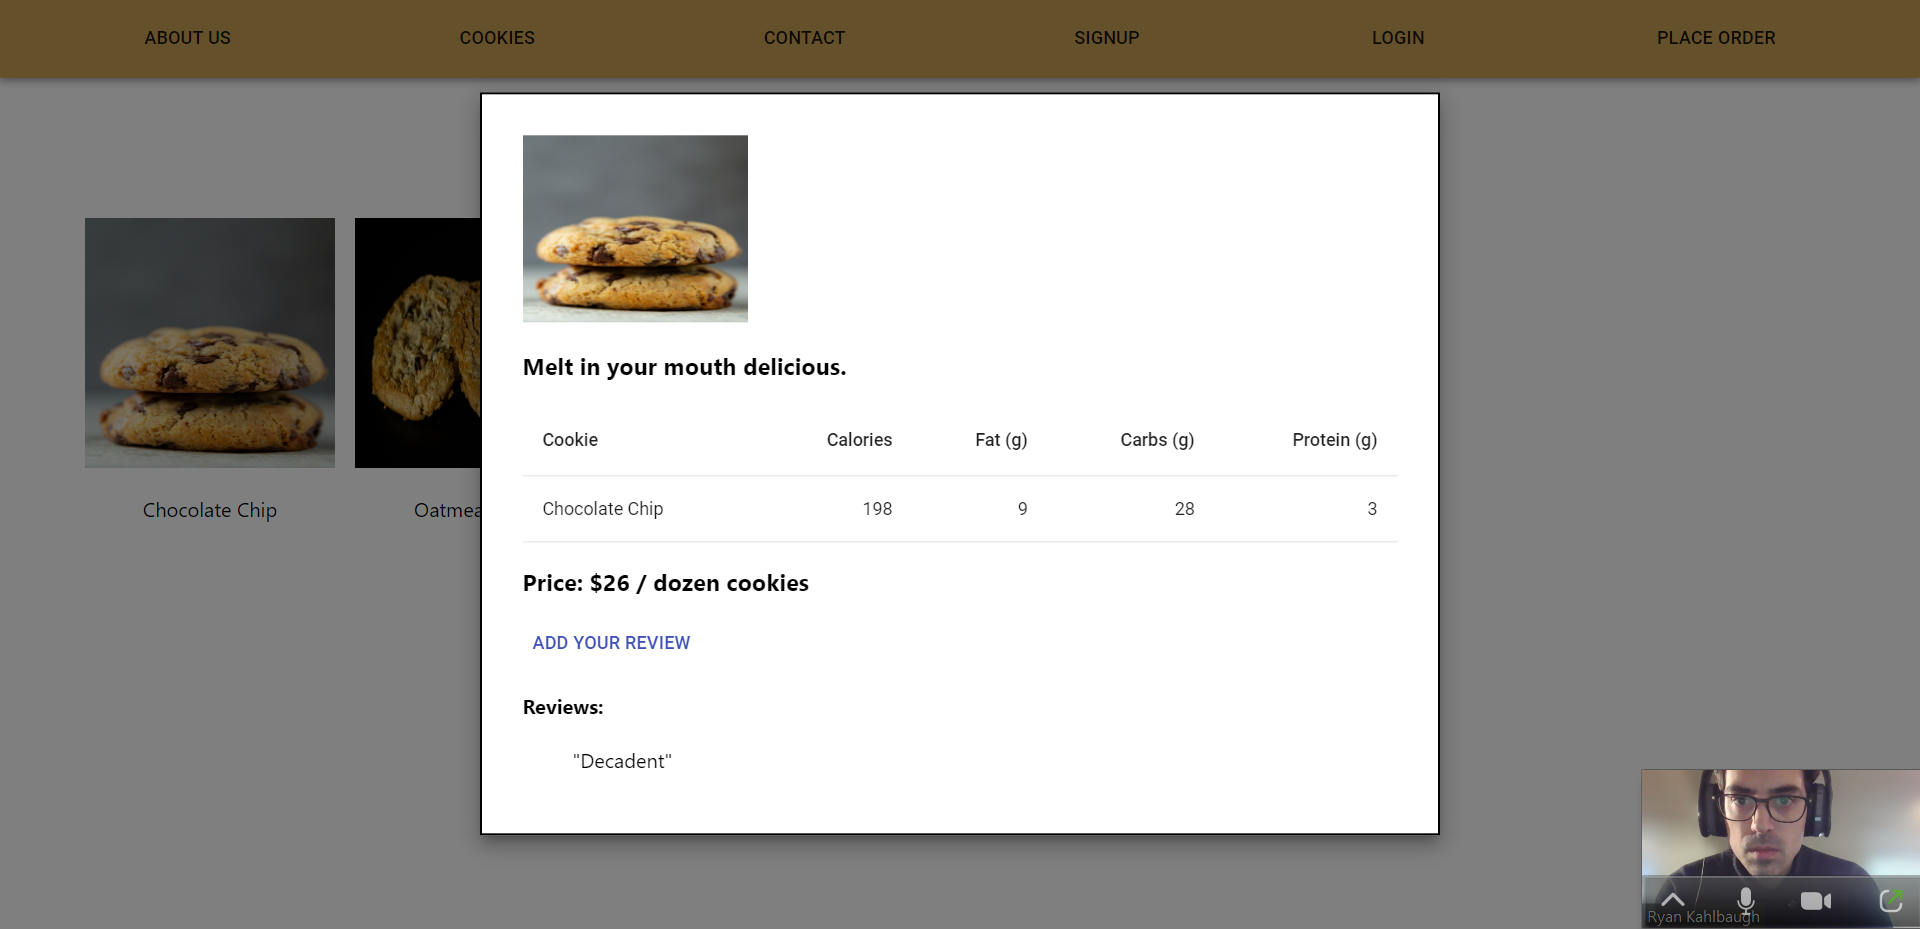 ABOUT US COOKIES CONTACT SIGNUP LOGIN PLACE ORDER
Chocolate Chip
Oatmea
Melt in your mouth delicious.
Cookie Calories Fat (g) Carbs (g) Protein (g)
Chocolate Chip 198 9 28 3
Price: $26 / dozen cookies
ADD YOUR REVIEW
Reviews:
"Decadent"
Ryan Kahlbaugh